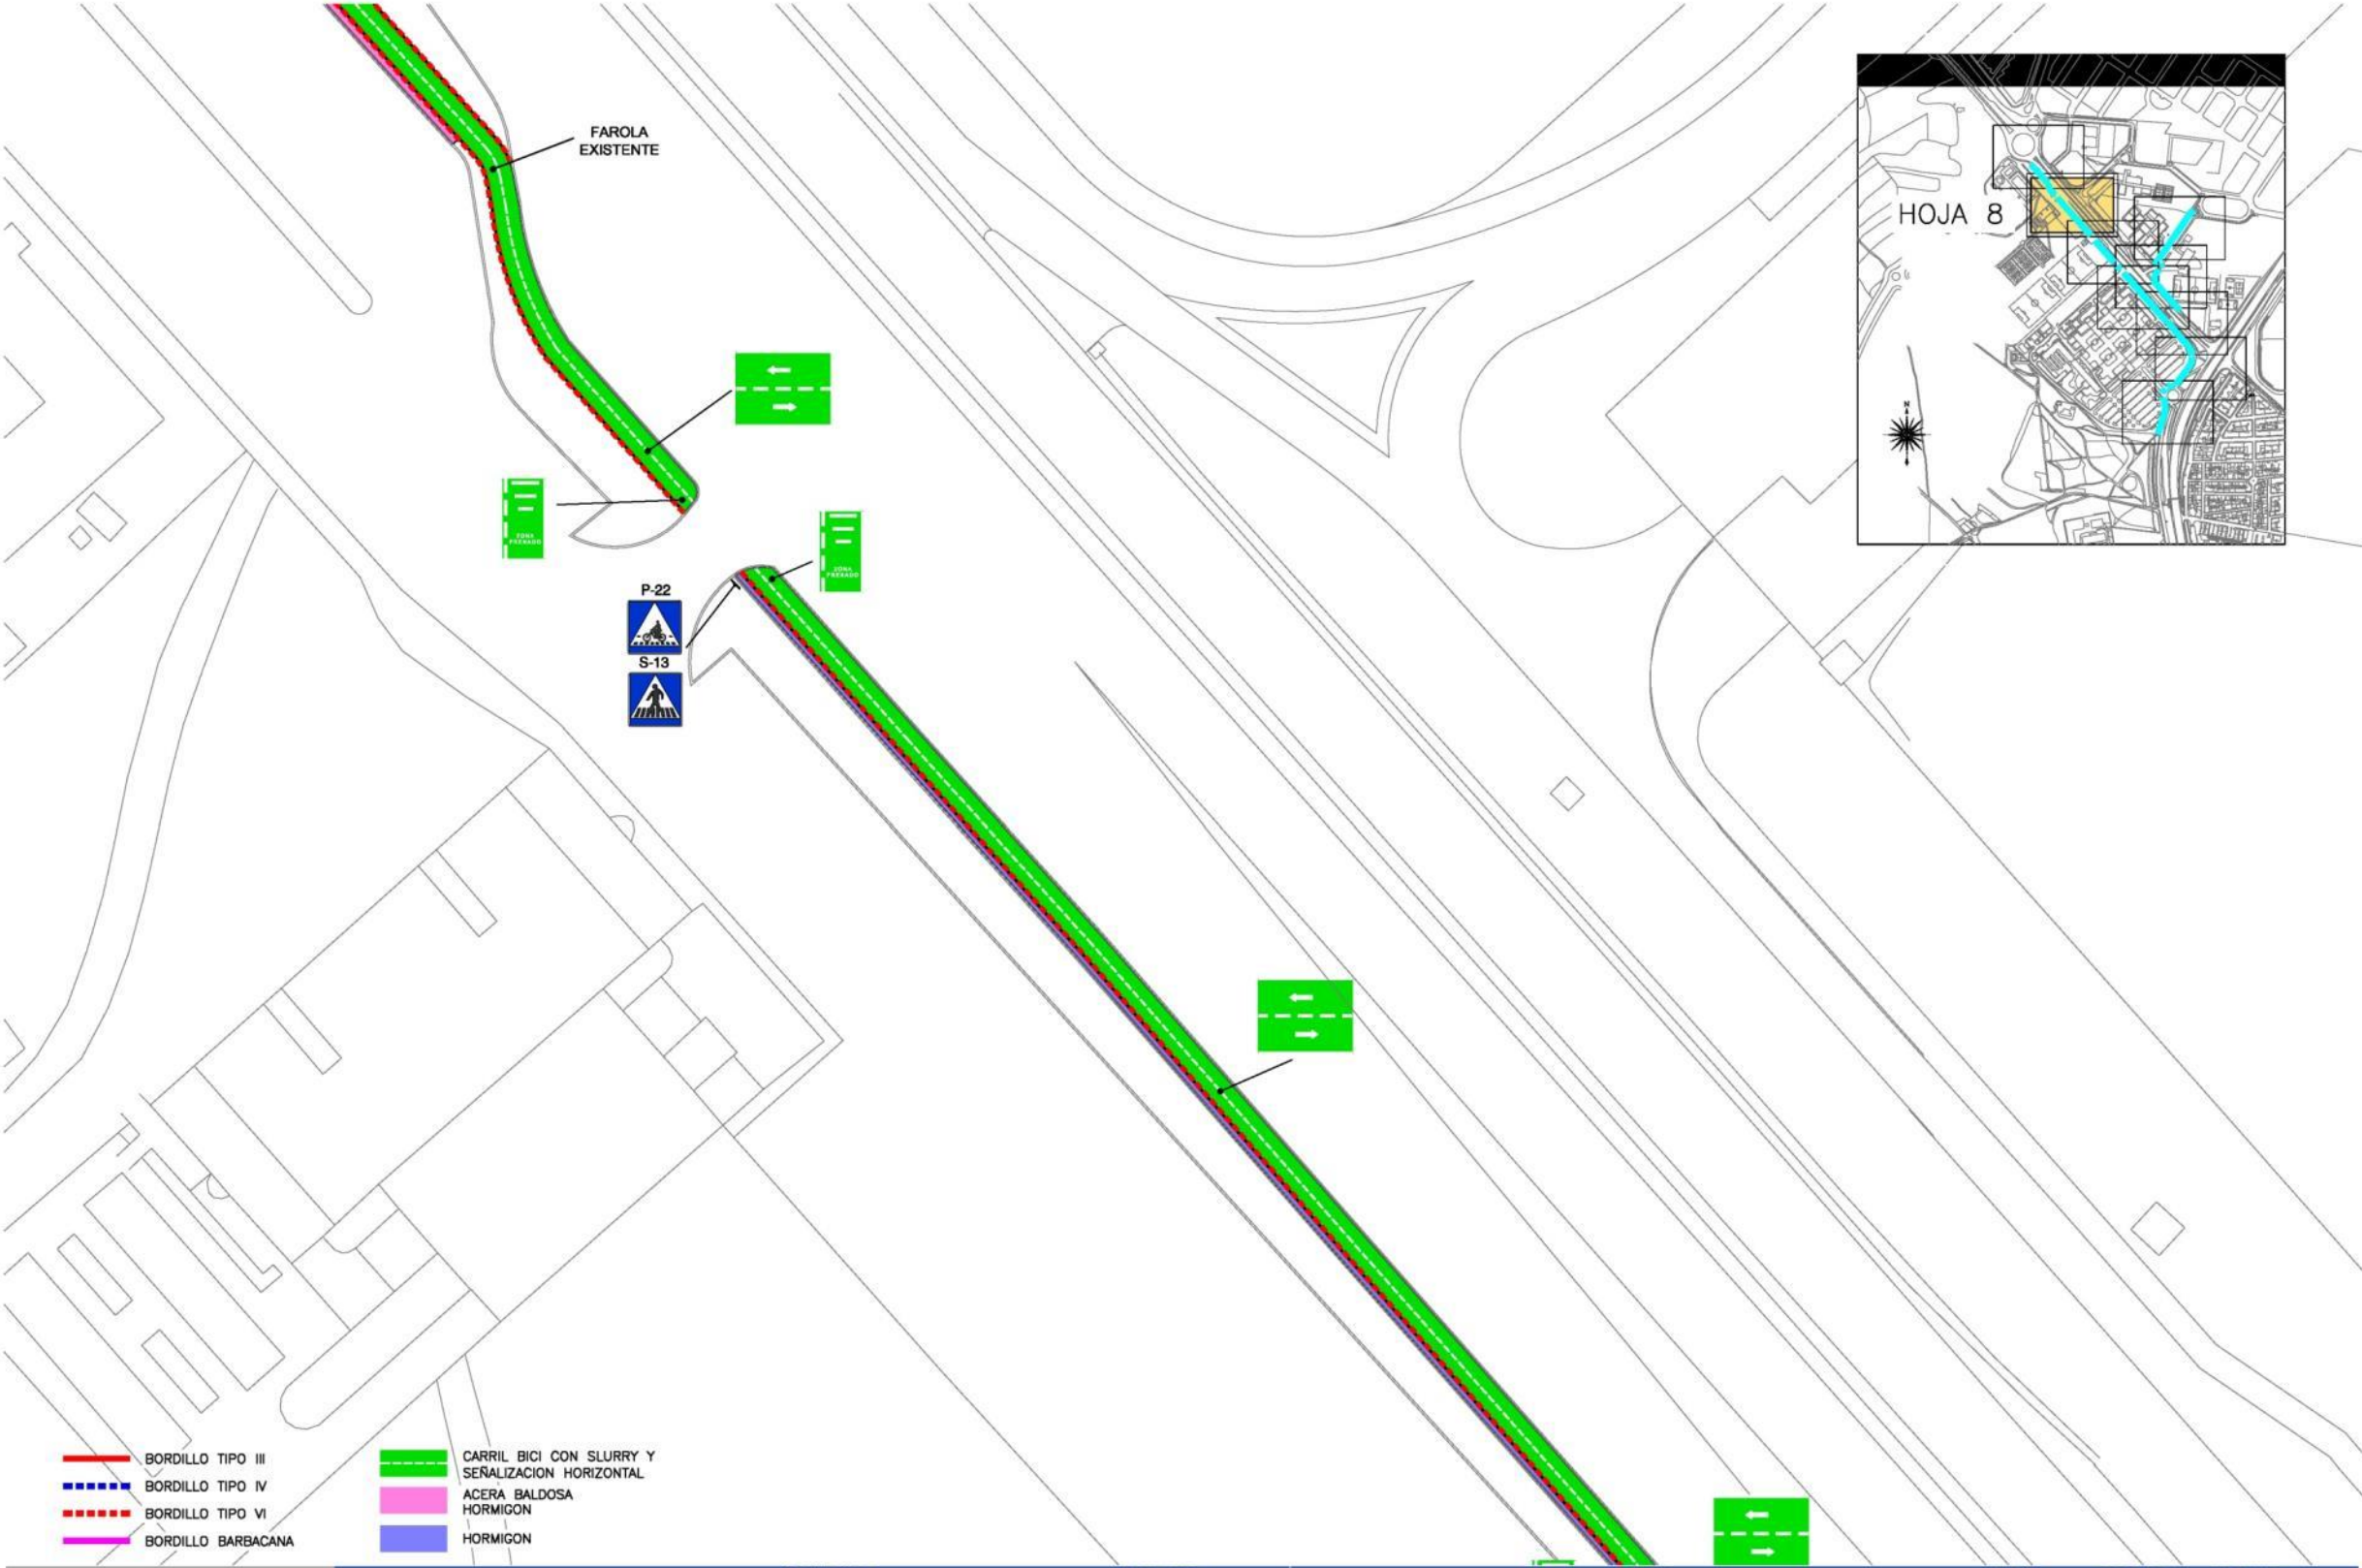 FAROLA
EXISTENTE
HOJA 8
N
ZONA
FRENADO
ZONA
FRENADO
P-22
S-13
BORDILLO TIPO III
BORDILLO TIPO IV
BORDILLO TIPO VI
BORDILLO BARBACANA
CARRIL BICI CON SLURRY Y
SEÑALIZACION HORIZONTAL
ACERA BALDOSA
HORMIGON
HORMIGON